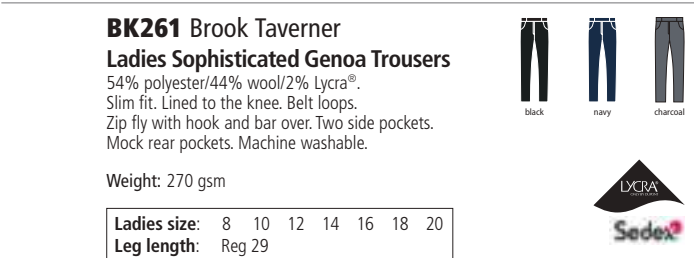 BK261 Brook Taverner
Ladies Sophisticated Genoa Trousers
54% polyester/44% wool/2% Lycra®.
Slim fit. Lined to the knee. Belt loops.
Zip fly with hook and bar over. Two side pockets.
Mock rear pockets. Machine washable.
Weight: 270 gsm
Ladies size: 8 10 12 14 16 18 20
Leg length: Reg 29
black navy charcoal
LYCRA
Sedex